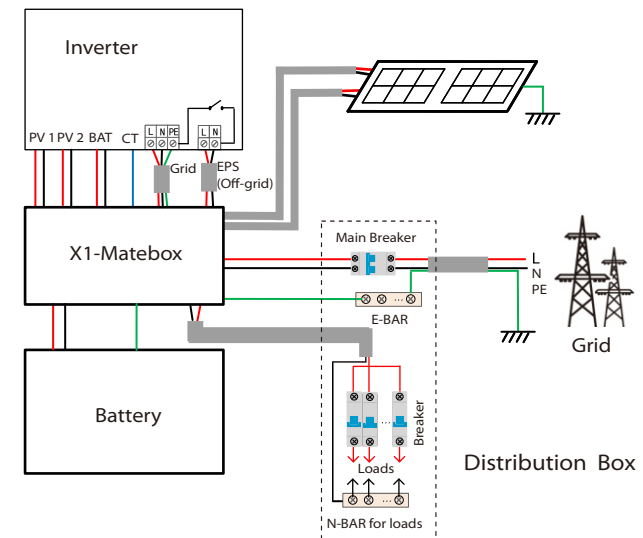 Inverter
L N PE
L N
PV 1 PV 2 BAT CT
Grid
EPS
(Off-grid)
X1-Matebox
Main Breaker
L
N
PE
E-BAR
Grid
Battery
Breaker
Loads
Distribution Box
N-BAR for loads